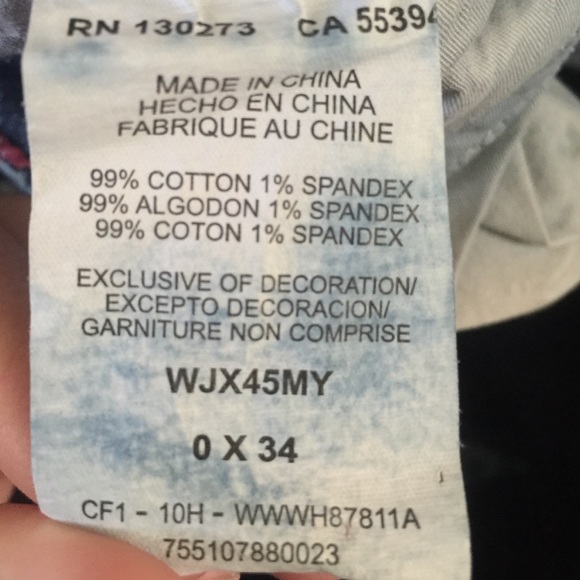 RN 130273 CA 55394
MADE IN CHINA
HECHO EN CHINA
FABRIQUE AU CHINE
99% COTTON 1% SPANDEX
99% ALGODON 1% SPANDEX
99% COTON 1% SPANDEX
EXCLUSIVE OF DECORATION/
EXCEPTO DECORACION/
GARNITURE NON COMPRISE
WJX45MY
0 X 34
CF1 - 10H - WWWH87811A
755107880023